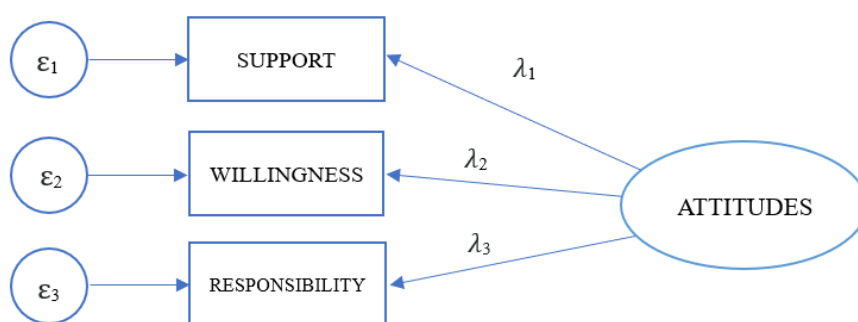 ε₁
SUPPORT
λ₁
ε₂
WILLINGNESS
λ₂
ATTITUDES
ε₃
RESPONSIBILITY
λ₃